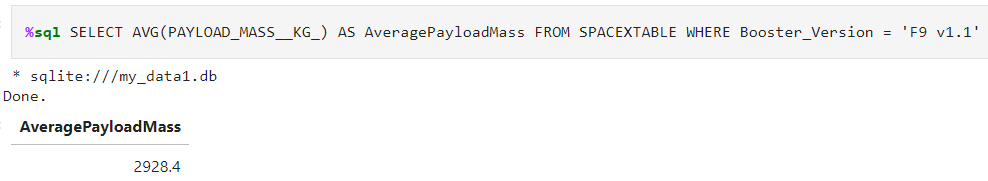 %sql SELECT AVG(PAYLOAD_MASS__KG_) AS AveragePayloadMass FROM SPACEXTABLE WHERE Booster_Version = 'F9 v1.1'
* sqlite:///my_data1.db
Done.
AveragePayloadMass
2928.4